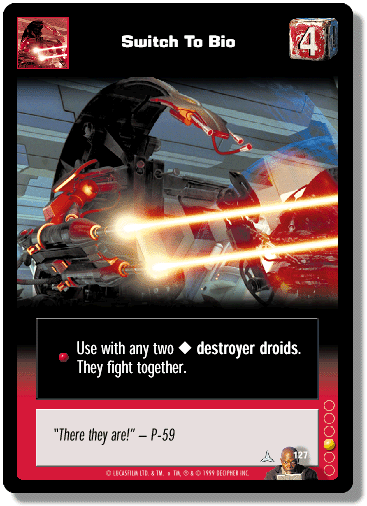 Switch To Bio
4
Use with any two ◆ destroyer droids.
They fight together.
"There they are!" – P-59
127
© LUCASFILM LTD. & TM. ® TM, ® & © 1999 DECIPHER INC.